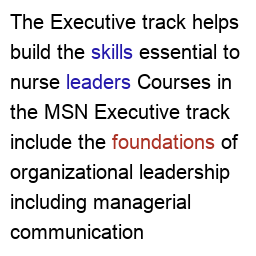 The Executive track helps
build the skills essential to
nurse leaders Courses in
the MSN Executive track
include the foundations of
organizational leadership
including managerial
communication